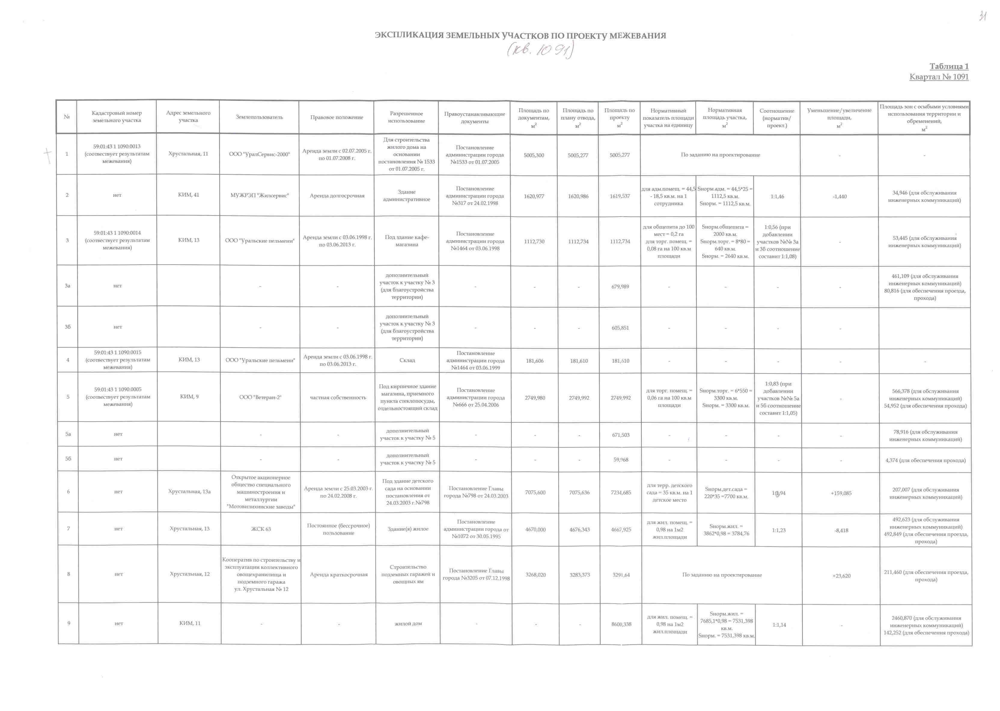 31
ЭКСПЛИКАЦИЯ ЗЕМЕЛЬНЫХ УЧАСТКОВ ПО ПРОЕКТУ МЕЖЕВАНИЯ
(кв. 1091)
Таблица 1
Квартал № 1091
№
Кадастровый номер
земельного участка
Адрес земельного
участка
Землепользователь
Правовое положение
Разрешенное
использование
Правоустанавливающие
документы
Площадь по
документам,
м²
Площадь по
плану отвода,
м²
Площадь по
проекту
м²
Нормативный
показатель площади
участка на единицу
Нормативная
площадь участка,
м²
Соотношение
(норматив/
проект.)
Уменьшение/увеличение
площади,
м²
Площадь зон с осыбыми условиями
использования территории и
обременений,
м²
1
59:01:43 1 1090:0013
(соотвествует результатам
межевания)
Хрустальная, 11
ООО "УралСервис-2000"
Аренда земли с 02.07.2005 г.
по 01.07.2008 г.
Для строительства
жилого дома на
основании
постановления № 1533
от 01.07.2005 г.
Постановление
администрации города
№1533 от 01.07.2005
5005,300
5005,277
5005,277
По заданию на проектирование
-
-
2
нет
КИМ, 41
МУЖРЭП "Жилсервис"
Аренда долгосрочная
Здание
административное
Постановление
администрации города
№317 от 24.02.1998
1620,977
1620,986
1619,537
для адм.помещ. = 44,5
- 18,5 кв.м. на 1
сотрудника
Sнорм.адм. = 44,5*25 =
1112,5 кв.м.
Sнорм. = 1112,5 кв.м.
1:1,46
-1,440
34,946 (для обслуживания
инженерных коммуникаций)
3
59:01:43 1 1090:0014
(соотвествует результатам
межевания)
КИМ, 13
ООО "Уральские пельмени"
Аренда земли с 03.06.1998 г.
по 03.06.2013 г.
Под здание кафе-
магазина
Постановление
администрации города
№1464 от 03.06.1998
1112,730
1112,734
1112,734
для общепита до 100
мест = 0,2 га
для торг. помещ. =
0,08 га на 100 кв.м
площади
Sнорм.общепита =
2000 кв.м.
Sнорм.торг. = 8*80 =
640 кв.м.
Sнорм. = 2640 кв.м.
1:0,56 (при
добавлении
участков №№ 3а
и 3б соотношение
составит 1:1,08)
-
53,445 (для обслуживания
инженерных коммуникаций)
3а
нет
-
-
дополнительный
участок к участку № 3
(для благоустройства
территории)
-
-
-
679,989
-
-
-
-
461,109 (для обслуживания
инженерных коммуникаций)
80,816 (для обеспечения проезда,
прохода)
3б
нет
-
-
дополнительный
участок к участку № 3
(для благоустройства
территории)
-
-
-
605,851
-
-
-
-
4
59:01:43 1 1090:0015
(соотвествует результатам
межевания)
КИМ, 13
ООО "Уральские пельмени"
Аренда земли с 03.06.1998 г.
по 03.06.2013 г.
Склад
Постановление
администрации города
№1464 от 03.06.1999
181,606
181,610
181,610
-
-
-
-
-
5
59:01:43 1 1090:0005
(соотвествует результатам
межевания)
КИМ, 9
ООО "Ветеран-2"
частная собственность
Под кирпичное здание
магазина, приемного
пункта стеклопосуды,
отдельностоящий склад
Постановление
администрации города
№666 от 25.04.2006
2749,980
2749,992
2749,992
для торг. помещ. =
0,06 га на 100 кв.м
площади
Sнорм.торг. = 6*550 =
3300 кв.м.
Sнорм. = 3300 кв.м.
1:0,83 (при
добавлении
участков №№ 5а
и 5б соотношение
составит 1:1,05)
-
566,378 (для обслуживания
инженерных коммуникаций)
54,952 (для обеспечения прохода)
5а
нет
-
-
дополнительный
участок к участку № 5
-
-
-
671,503
-
-
-
-
78,916 (для обслуживания
инженерных коммуникаций)
5б
нет
-
-
дополнительный
участок к участку № 5
-
-
-
59,968
-
-
-
-
4,374 (для обеспечения прохода)
6
нет
Хрустальная, 13а
Открытое акционерное
общество специального
машиностроения и
металлургии
"Мотовилихинские заводы"
Аренда земли с 25.03.2003 г.
по 24.02.2008 г.
Под здание детского
сада на основании
постановления от
24.03.2003 г.№798
Постановление Главы
города №798 от 24.03.2003
7075,600
7075,636
7234,685
для терр. детского
сада = 35 кв.м. на 1
детское место
Sнорм.дет.сада =
220*35 =7700 кв.м.
+159,085
207,007 (для обслуживания
инженерных коммуникаций)
7
нет
Хрустальная, 13
ЖСК 63
Постоянное (бессрочное)
пользование
Здание(я) жилое
Постановление
администрации города от
№1072 от 30.05.1995
4670,000
4676,343
4667,925
для жил. помещ. =
0,98 на 1м2
жил.площади
Sнорм.жил. =
3862*0,98 = 3784,76
1:1,23
-8,418
492,623 (для обслуживания
инженерных коммуникаций)
492,849 (для обеспечения проезда,
прохода)
8
нет
Хрустальная, 12
Кооператив по строительству и
эксплуатации коллективного
овощехранилища и
подземного гаража
ул. Хрустальная № 12
Аренда краткосрочная
Строительство
подземных гаражей и
овощных ям
Постановление Главы
города №3205 от 07.12.1998
3268,020
3283,373
3291,64
По заданию на проектирование
+23,620
211,460 (для обеспечения проезда,
прохода)
9
нет
КИМ, 11
-
-
жилой дом
-
-
-
8600,338
для жил. помещ. =
0,98 на 1м2
жил.площади
Sнорм.жил. =
7685,1*0,98 = 7531,398
кв.м.
Sнорм. = 7531,398 кв.м.
1:1,14
-
2460,870 (для обслуживания
инженерных коммуникаций)
142,252 (для обеспечения прохода)